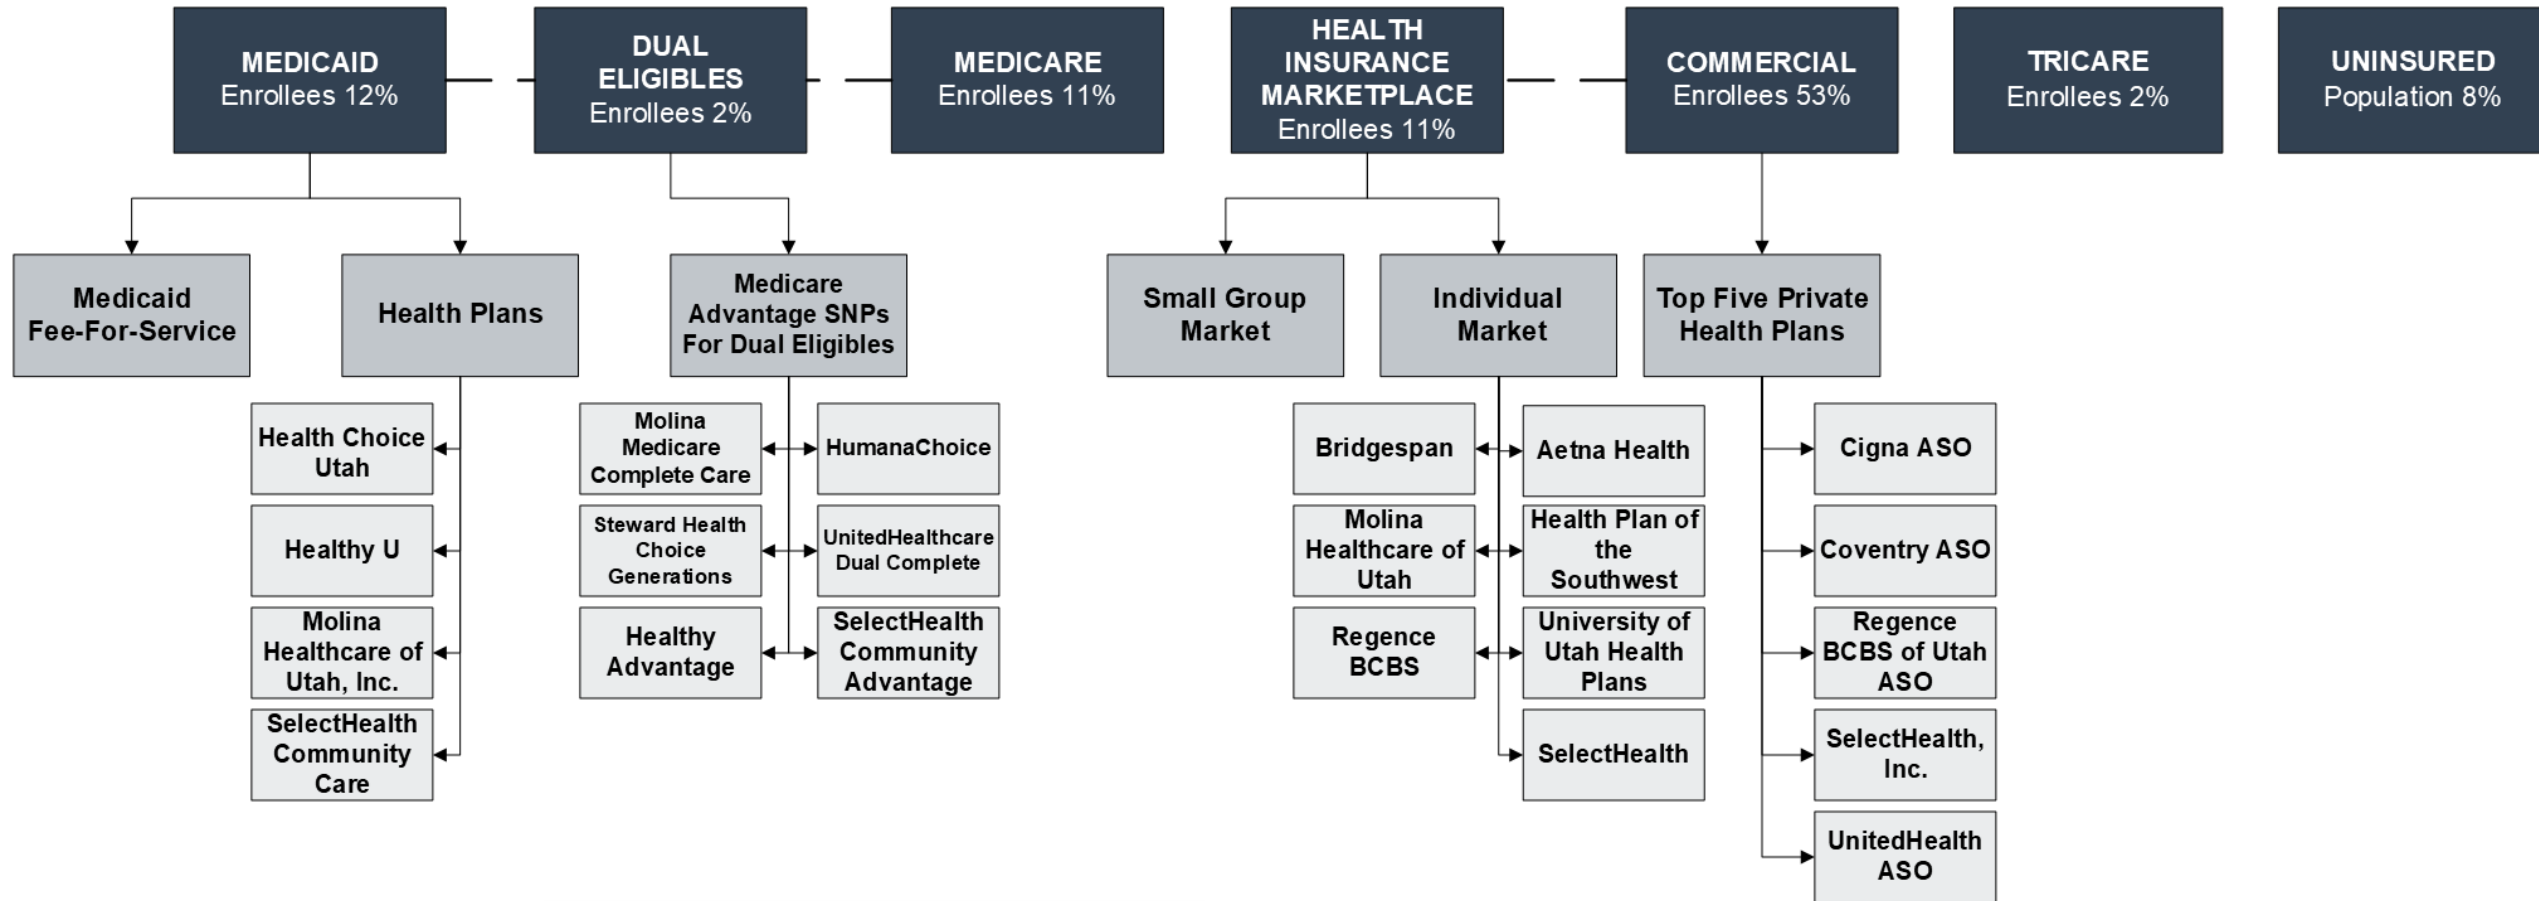 MEDICAID
Enrollees 12%
DUAL
ELIGIBLES
Enrollees 2%
MEDICARE
Enrollees 11%
HEALTH
INSURANCE
MARKETPLACE
Enrollees 11%
COMMERCIAL
Enrollees 53%
TRICARE
Enrollees 2%
UNINSURED
Population 8%
Medicaid
Fee-For-Service
Health Plans
Medicare
Advantage SNPs
For Dual Eligibles
Small Group
Market
Individual
Market
Top Five Private
Health Plans
Health Choice
Utah
Healthy U
Molina
Healthcare of
Utah, Inc.
SelectHealth
Community
Care
Molina
Medicare
Complete Care
HumanaChoice
Steward Health
Choice
Generations
UnitedHealthcare
Dual Complete
Healthy
Advantage
SelectHealth
Community
Advantage
Bridgespan
Aetna Health
Molina
Healthcare of
Utah
Health Plan of
the
Southwest
Regence
BCBS
University of
Utah Health
Plans
SelectHealth
Cigna ASO
Coventry ASO
Regence
BCBS of Utah
ASO
SelectHealth,
Inc.
UnitedHealth
ASO